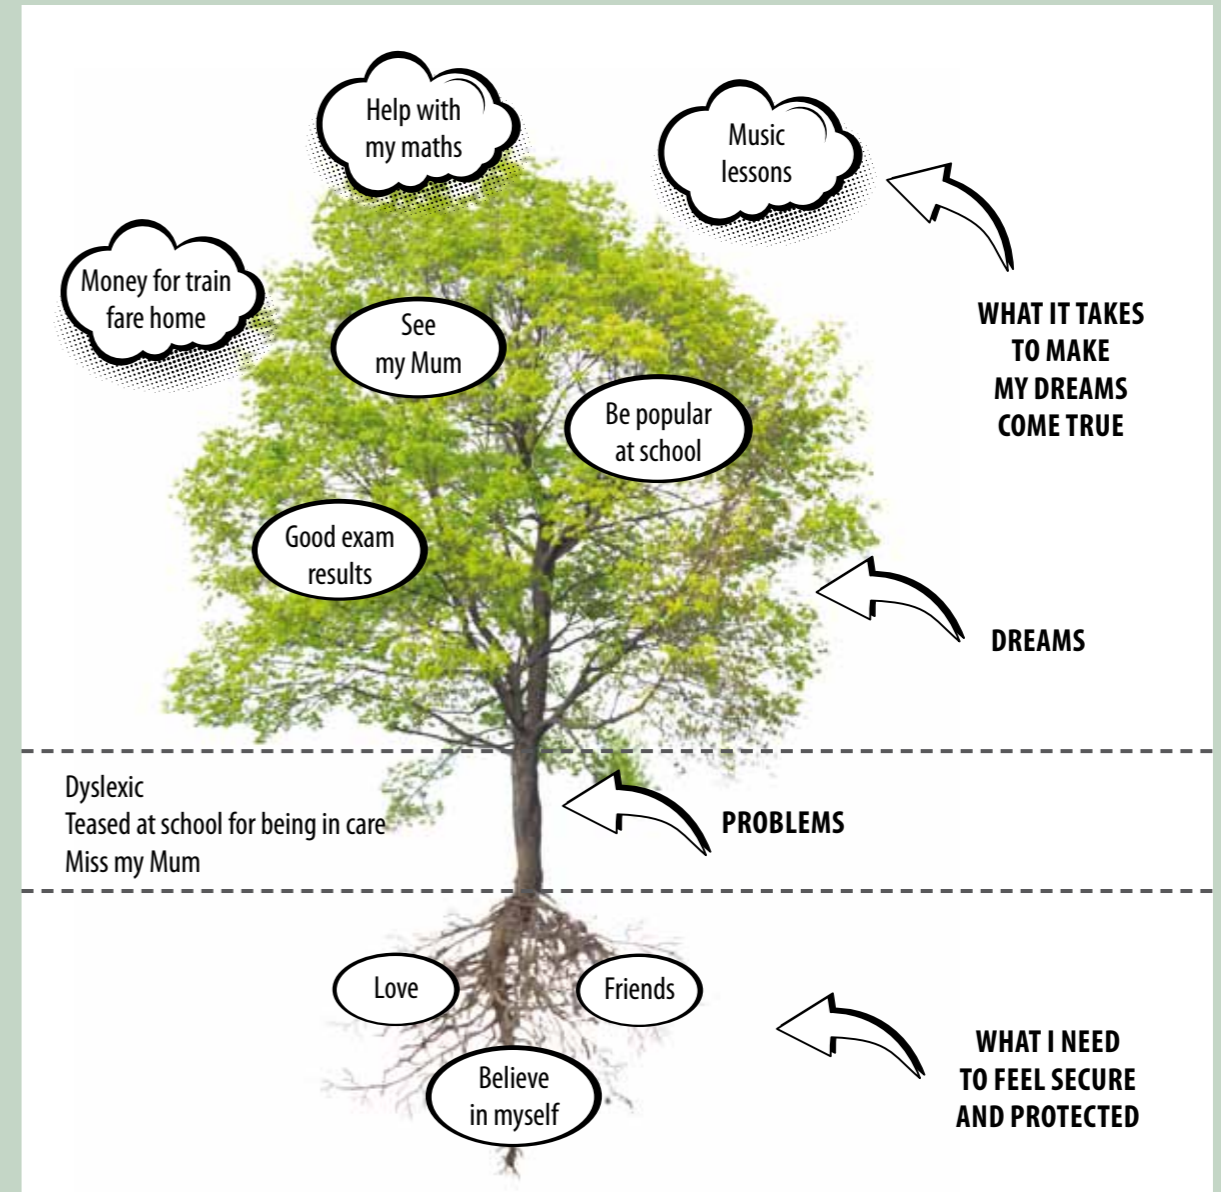 Help with
my maths
Music
lessons
Money for train
fare home
WHAT IT TAKES
TO MAKE
MY DREAMS
COME TRUE
See
my Mum
Be popular
at school
Good exam
results
DREAMS
Dyslexic
Teased at school for being in care
Miss my Mum
PROBLEMS
Love
Friends
Believe
in myself
WHAT I NEED
TO FEEL SECURE
AND PROTECTED